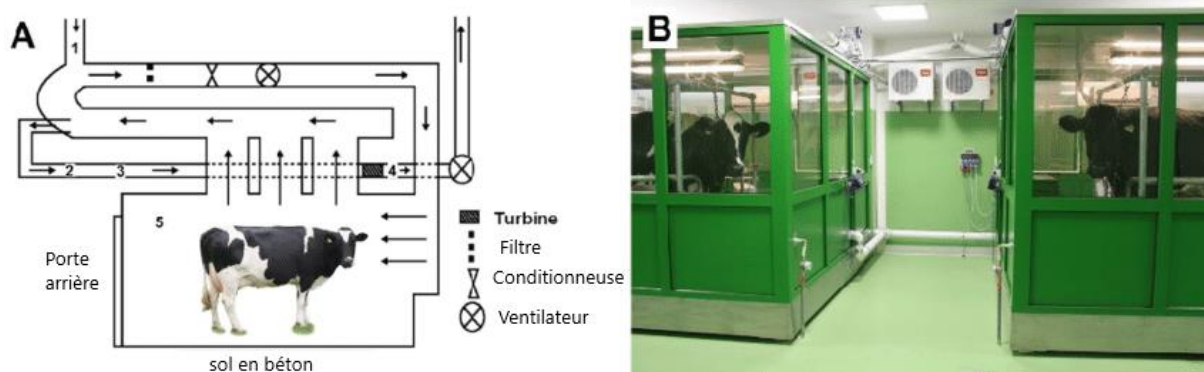 A
1
2
3
4
5
Porte
arrière
Turbine
Filtre
Conditionneuse
Ventilateur
sol en béton
B